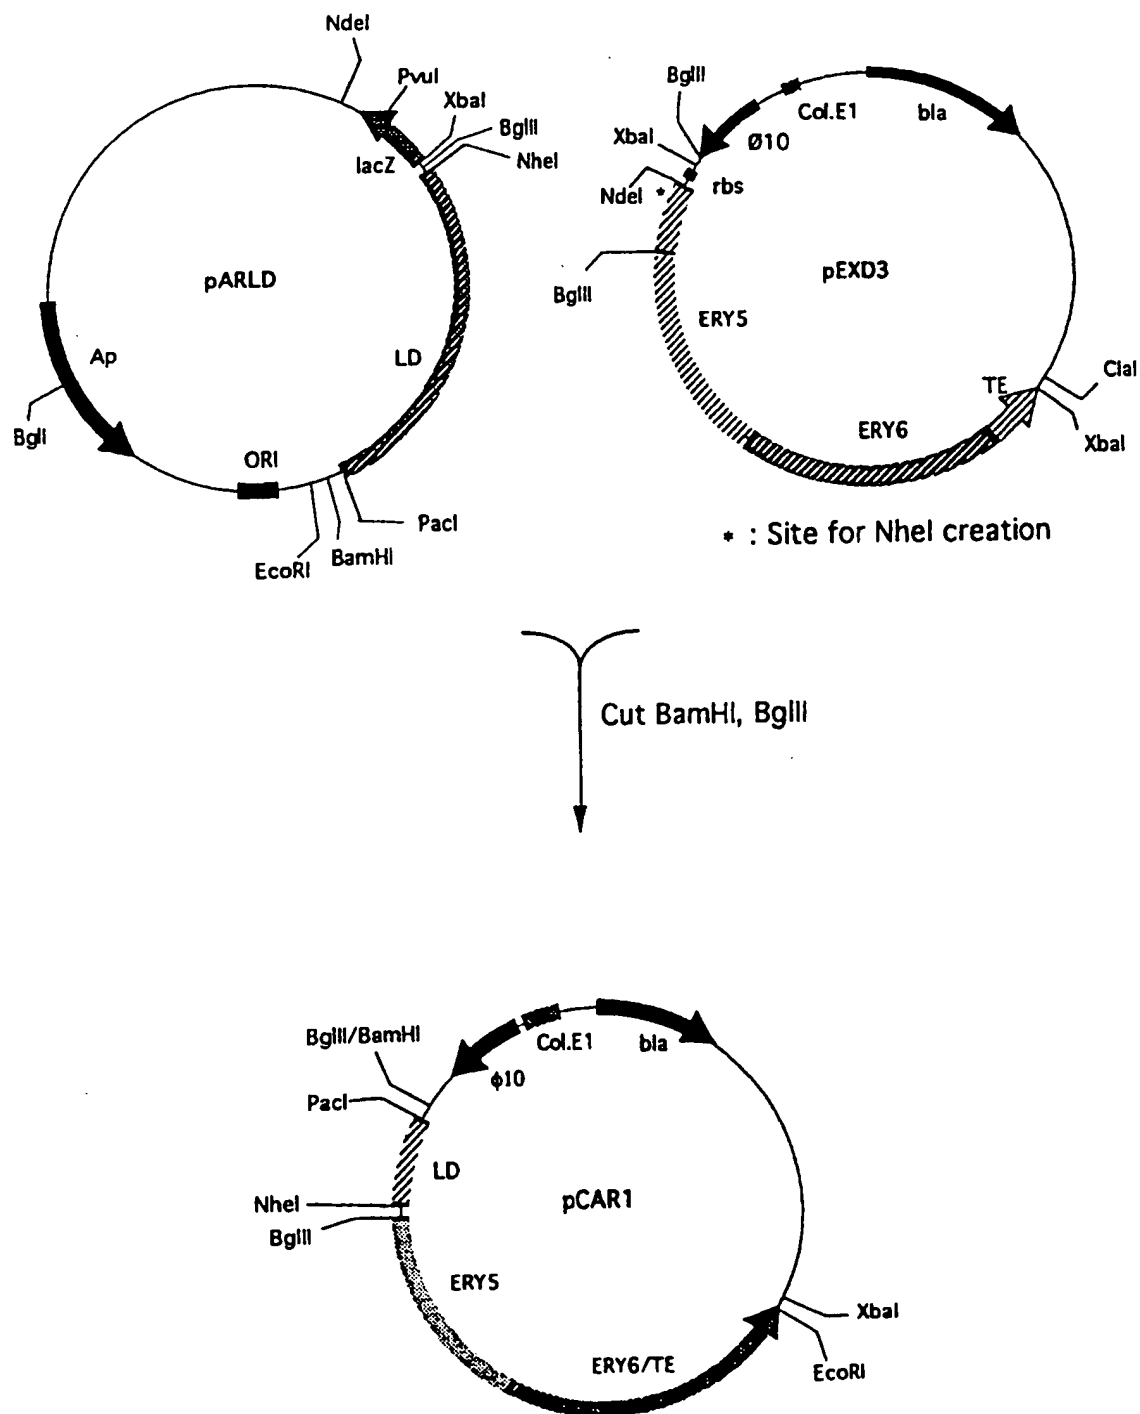 NdeI
PvuI
XbaI
BglII
NheI
lacZ
pARLD
Ap
LD
BglI
ORI
PacI
BamHI
EcoRI
BglII
Col.E1
bla
XbaI
Ø10
NdeI
*
rbs
pEXD3
BglII
ERY5
TE
ClaI
ERY6
XbaI
* : Site for NheI creation
Cut BamHI, BglII
BglII/BamHI
Col.E1
bla
ϕ10
PacI
LD
NheI
pCAR1
BglII
ERY5
XbaI
ERY6/TE
EcoRI